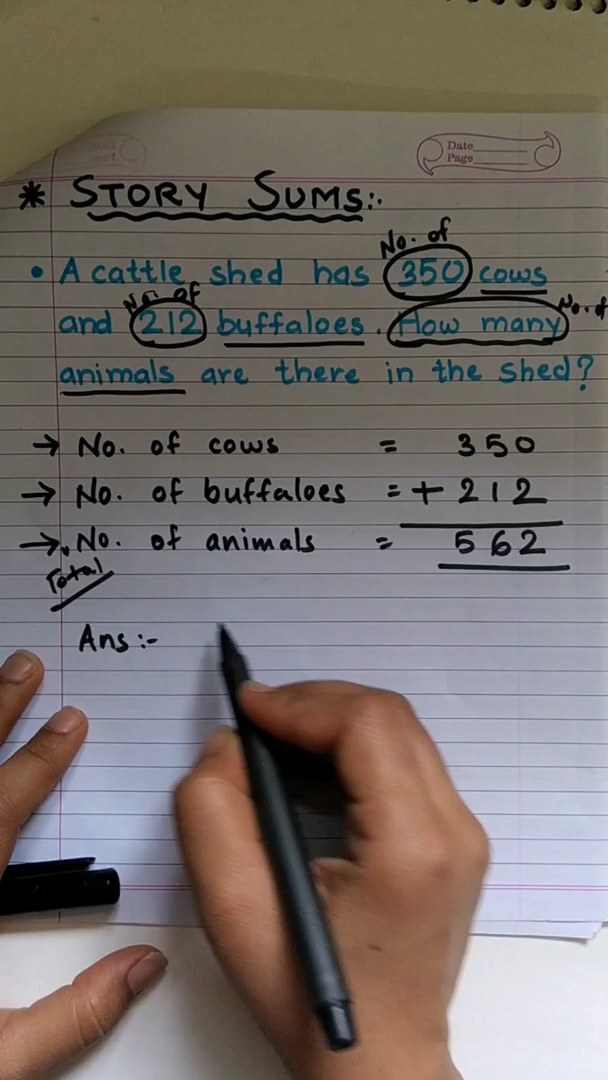 Date
Page
* STORY SUMS:.
No. of
• A cattle shed has 350 cows
No. of
No. of
and 212 buffaloes. How many
animals are there in the shed?
→ No. of cows = 350
→ No. of buffaloes = + 212
→ . No. of animals = 562
Total
Ans:-